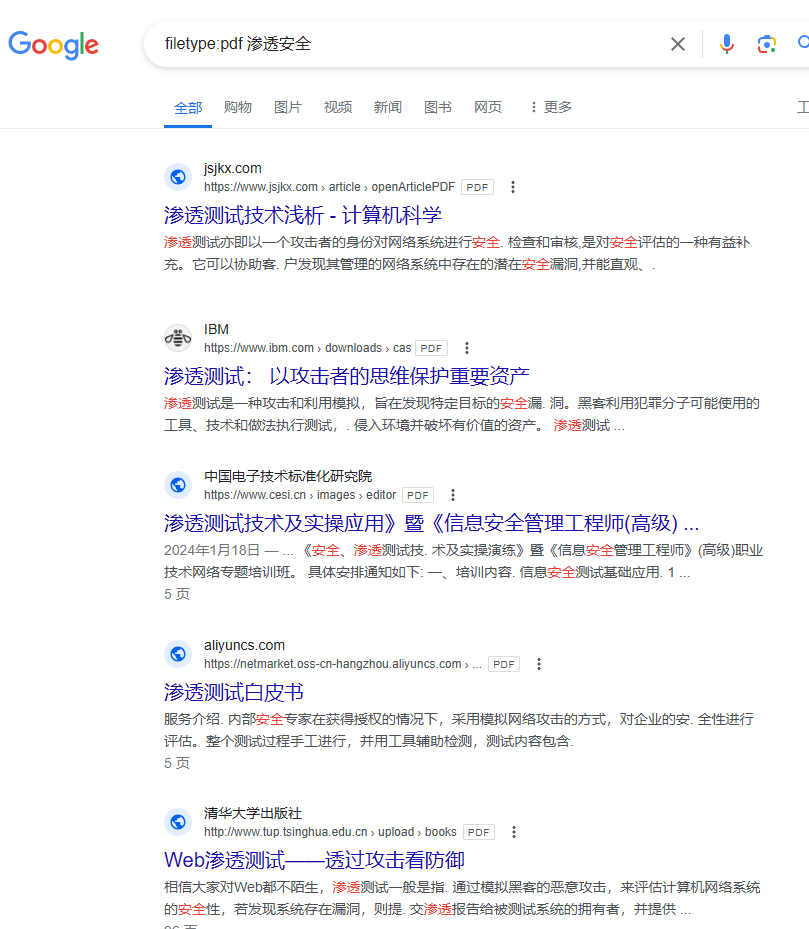 Google
filetype:pdf 渗透安全
全部 购物 图片 视频 新闻 图书 网页 更多
jsjkx.com
https://www.jsjkx.com › article › openArticlePDF PDF
渗透测试技术浅析 - 计算机科学
渗透测试亦即以一个攻击者的身份对网络系统进行安全. 检查和审核,是对安全评估的一种有益补
充。它可以协助客. 户发现其管理的网络系统中存在的潜在安全漏洞,并能直观、.
IBM
https://www.ibm.com › downloads › cas PDF
渗透测试： 以攻击者的思维保护重要资产
渗透测试是一种攻击和利用模拟，旨在发现特定目标的安全漏. 洞。黑客利用犯罪分子可能使用的
工具、技术和做法执行测试，. 侵入环境并破坏有价值的资产。 渗透测试 ...
中国电子技术标准化研究院
https://www.cesi.cn › images › editor PDF
渗透测试技术及实操应用》暨《信息安全管理工程师(高级) ...
2024年1月18日 — ... 《安全、渗透测试技. 术及实操演练》暨《信息安全管理工程师》(高级)职业
技术网络专题培训班。 具体安排通知如下: 一、培训内容. 信息安全测试基础应用. 1 ...
5 页
aliyuncs.com
https://netmarket.oss-cn-hangzhou.aliyuncs.com › ... PDF
渗透测试白皮书
服务介绍. 内部安全专家在获得授权的情况下，采用模拟网络攻击的方式，对企业的安. 全性进行
评估。整个测试过程手工进行，并用工具辅助检测，测试内容包含.
5 页
清华大学出版社
http://www.tup.tsinghua.edu.cn › upload › books PDF
Web渗透测试——透过攻击看防御
相信大家对Web都不陌生，渗透测试一般是指. 通过模拟黑客的恶意攻击，来评估计算机网络系统
的安全性，若发现系统存在漏洞，则提. 交渗透报告给被测试系统的拥有者，并提供 ...